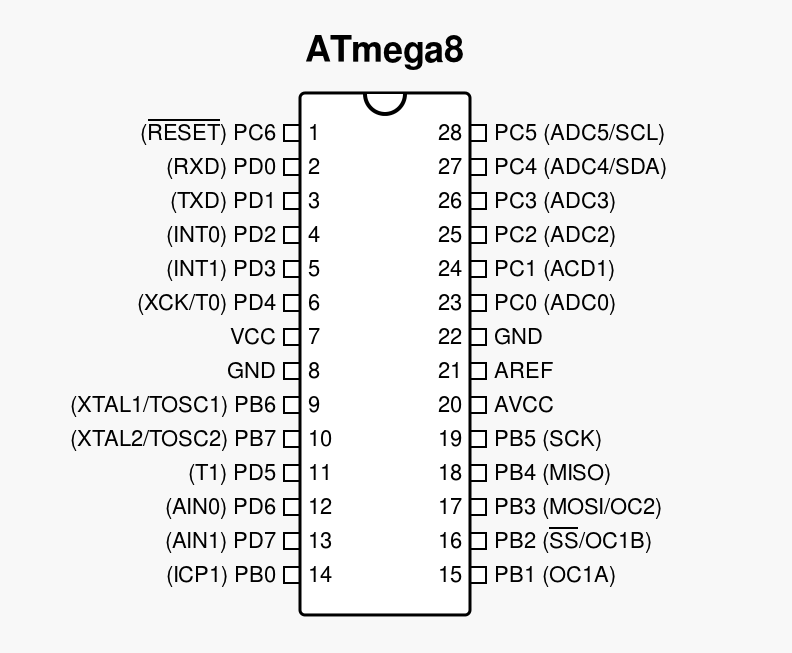 ATmega8
(RESET) PC6 1 28 PC5 (ADC5/SCL)
(RXD) PD0 2 27 PC4 (ADC4/SDA)
(TXD) PD1 3 26 PC3 (ADC3)
(INT0) PD2 4 25 PC2 (ADC2)
(INT1) PD3 5 24 PC1 (ACD1)
(XCK/T0) PD4 6 23 PC0 (ADC0)
VCC 7 22 GND
GND 8 21 AREF
(XTAL1/TOSC1) PB6 9 20 AVCC
(XTAL2/TOSC2) PB7 10 19 PB5 (SCK)
(T1) PD5 11 18 PB4 (MISO)
(AIN0) PD6 12 17 PB3 (MOSI/OC2)
(AIN1) PD7 13 16 PB2 (SS/OC1B)
(ICP1) PB0 14 15 PB1 (OC1A)